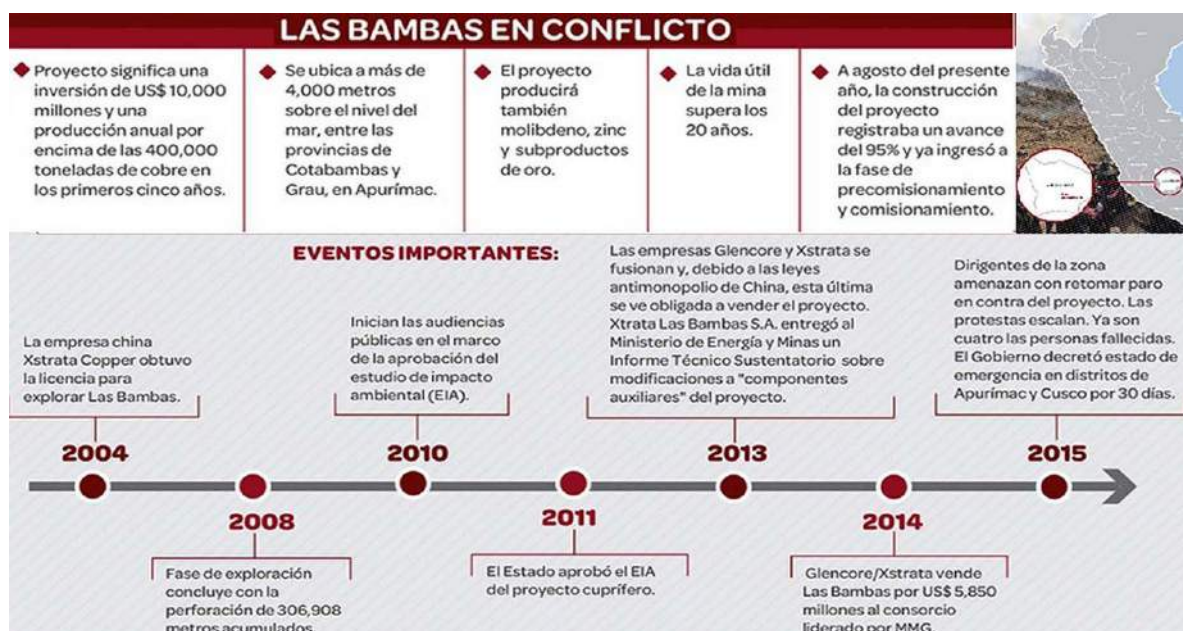 LAS BAMBAS EN CONFLICTO
Proyecto significa una
inversión de US$ 10,000
millones y una
producción anual por
encima de las 400,000
toneladas de cobre en
los primeros cinco años.
Se ubica a más de
4,000 metros
sobre el nivel del
mar, entre las
provincias de
Cotabambas y
Grau, en Apurímac.
El proyecto
producirá
también
molibdeno, zinc
y subproductos
de oro.
La vida útil
de la mina
supera los
20 años.
A agosto del presente
año, la construcción
del proyecto
registraba un avance
del 95% y ya ingresó a
la fase de
precomisionamiento
y comisionamiento.
EVENTOS IMPORTANTES:
La empresa china
Xstrata Copper obtuvo
la licencia para
explorar Las Bambas.
2004
Fase de exploración
concluye con la
perforación de 306,908
metros acumulados.
2008
Inician las audiencias
públicas en el marco
de la aprobación del
estudio de impacto
ambiental (EIA).
2010
2011
El Estado aprobó el EIA
del proyecto cuprífero.
Las empresas Glencore y Xstrata se
fusionan y, debido a las leyes
antimonopolio de China, esta última
se ve obligada a vender el proyecto.
Xtrata Las Bambas S.A. entregó al
Ministerio de Energía y Minas un
Informe Técnico Sustentatorio sobre
modificaciones a "componentes
auxiliares" del proyecto.
2013
2014
Glencore/Xstrata vende
Las Bambas por US$ 5,850
millones al consorcio
liderado por MMG.
Dirigentes de la zona
amenazan con retomar paro
en contra del proyecto. Las
protestas escalan. Ya son
cuatro las personas fallecidas.
El Gobierno decretó estado de
emergencia en distritos de
Apurímac y Cusco por 30 días.
2015